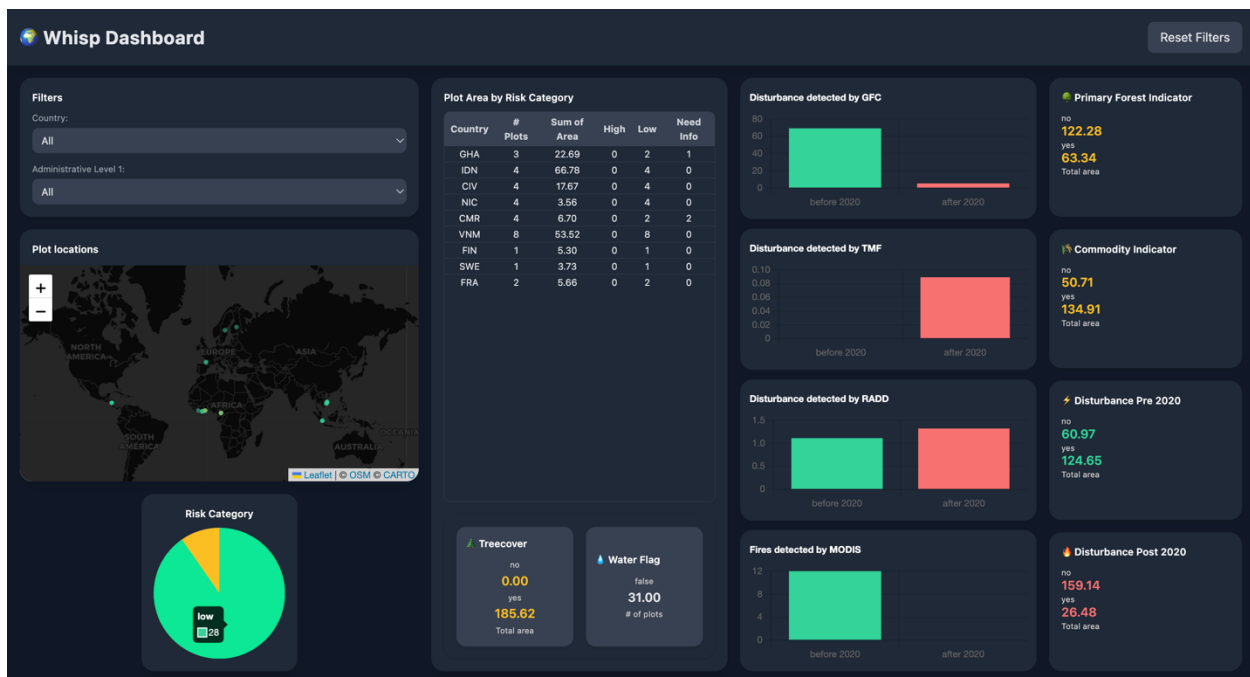 Whisp Dashboard
Reset Filters
Filters
Country:
All
Administrative Level 1:
All
Plot locations
+
−
NORTH
AMERICA
EUROPE
ASIA
AFRICA
SOUTH
AMERICA
OCEANIA
AUSTRALIA
Leaflet | © OSM © CARTO
Risk Category
low
28
Plot Area by Risk Category
Country # Plots Sum of Area High Low Need Info
GHA 3 22.69 0 2 1
IDN 4 66.78 0 4 0
CIV 4 17.67 0 4 0
NIC 4 3.56 0 4 0
CMR 4 6.70 0 2 2
VNM 8 53.52 0 8 0
FIN 1 5.30 0 1 0
SWE 1 3.73 0 1 0
FRA 2 5.66 0 2 0
Treecover
no
0.00
yes
185.62
Total area
Water Flag
false
31.00
# of plots
Disturbance detected by GFC
80
60
40
20
0
before 2020 after 2020
Disturbance detected by TMF
0.10
0.08
0.06
0.04
0.02
0
before 2020 after 2020
Disturbance detected by RADD
1.5
1.0
0.5
0
before 2020 after 2020
Fires detected by MODIS
12
8
4
0
before 2020 after 2020
Primary Forest Indicator
no
122.28
yes
63.34
Total area
Commodity Indicator
no
50.71
yes
134.91
Total area
Disturbance Pre 2020
no
60.97
yes
124.65
Total area
Disturbance Post 2020
no
159.14
yes
26.48
Total area